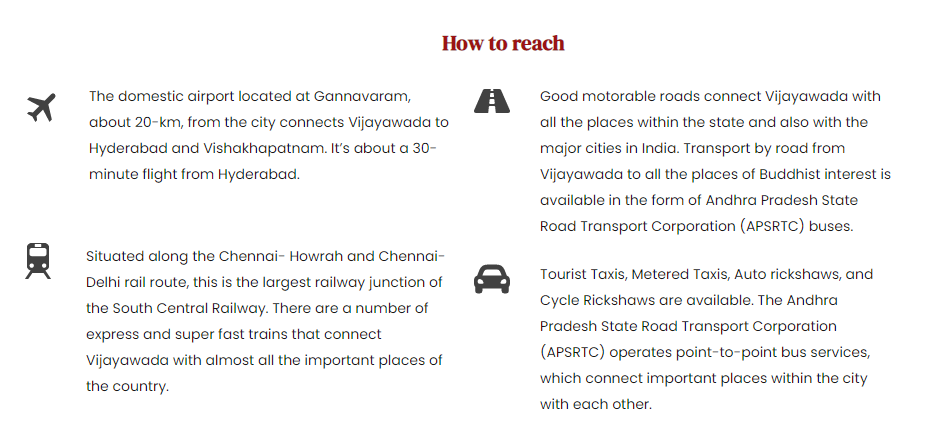 How to reach
The domestic airport located at Gannavaram,
about 20-km, from the city connects Vijayawada to
Hyderabad and Vishakhapatnam. It's about a 30-
minute flight from Hyderabad.
Situated along the Chennai- Howrah and Chennai-
Delhi rail route, this is the largest railway junction of
the South Central Railway. There are a number of
express and super fast trains that connect
Vijayawada with almost all the important places of
the country.
Good motorable roads connect Vijayawada with
all the places within the state and also with the
major cities in India. Transport by road from
Vijayawada to all the places of Buddhist interest is
available in the form of Andhra Pradesh State
Road Transport Corporation (APSRTC) buses.
Tourist Taxis, Metered Taxis, Auto rickshaws, and
Cycle Rickshaws are available. The Andhra
Pradesh State Road Transport Corporation
(APSRTC) operates point-to-point bus services,
which connect important places within the city
with each other.